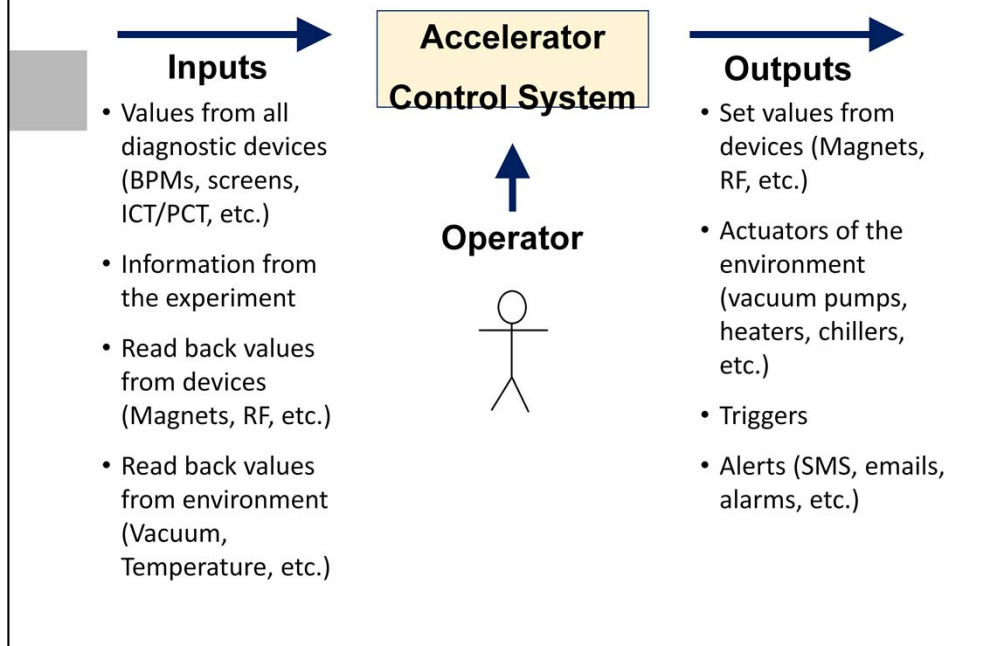 Accelerator
Control System
Inputs
• Values from all
diagnostic devices
(BPMs, screens,
ICT/PCT, etc.)
• Information from
the experiment
• Read back values
from devices
(Magnets, RF, etc.)
• Read back values
from environment
(Vacuum,
Temperature, etc.)
Operator
Outputs
• Set values from
devices (Magnets,
RF, etc.)
• Actuators of the
environment
(vacuum pumps,
heaters, chillers,
etc.)
• Triggers
• Alerts (SMS, emails,
alarms, etc.)